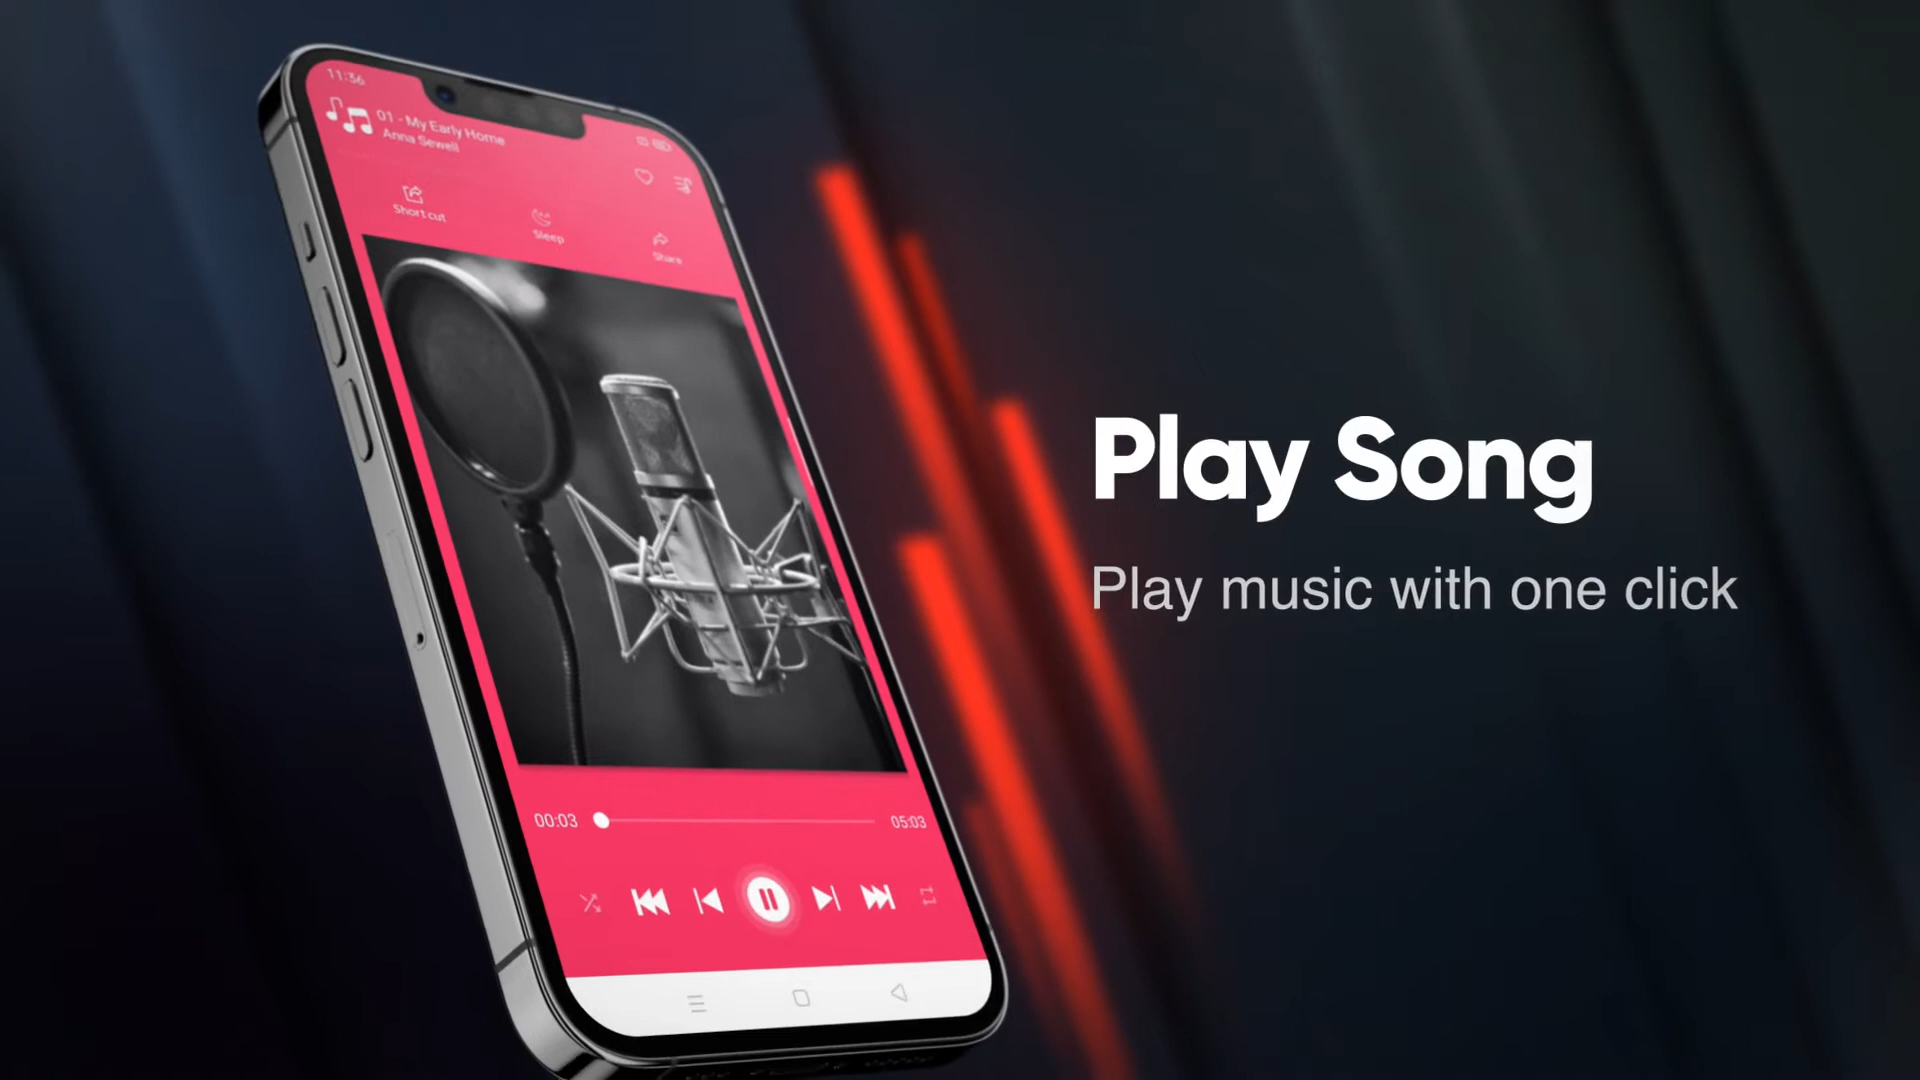 11:36
01 - My Early Home
Anna Sewell
Short cut
Sleep
Share
00:03
05:03
Play Song
Play music with one click